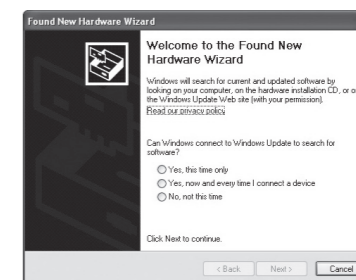 Found New Hardware Wizard
Welcome to the Found New
Hardware Wizard
Windows will search for current and updated software by
looking on your computer, on the hardware installation CD, or on
the Windows Update Web site (with your permission).
Read our privacy policy
Can Windows connect to Windows Update to search for
software?
Yes, this time only
Yes, now and every time I connect a device
No, not this time
Click Next to continue.
< Back Next > Cancel